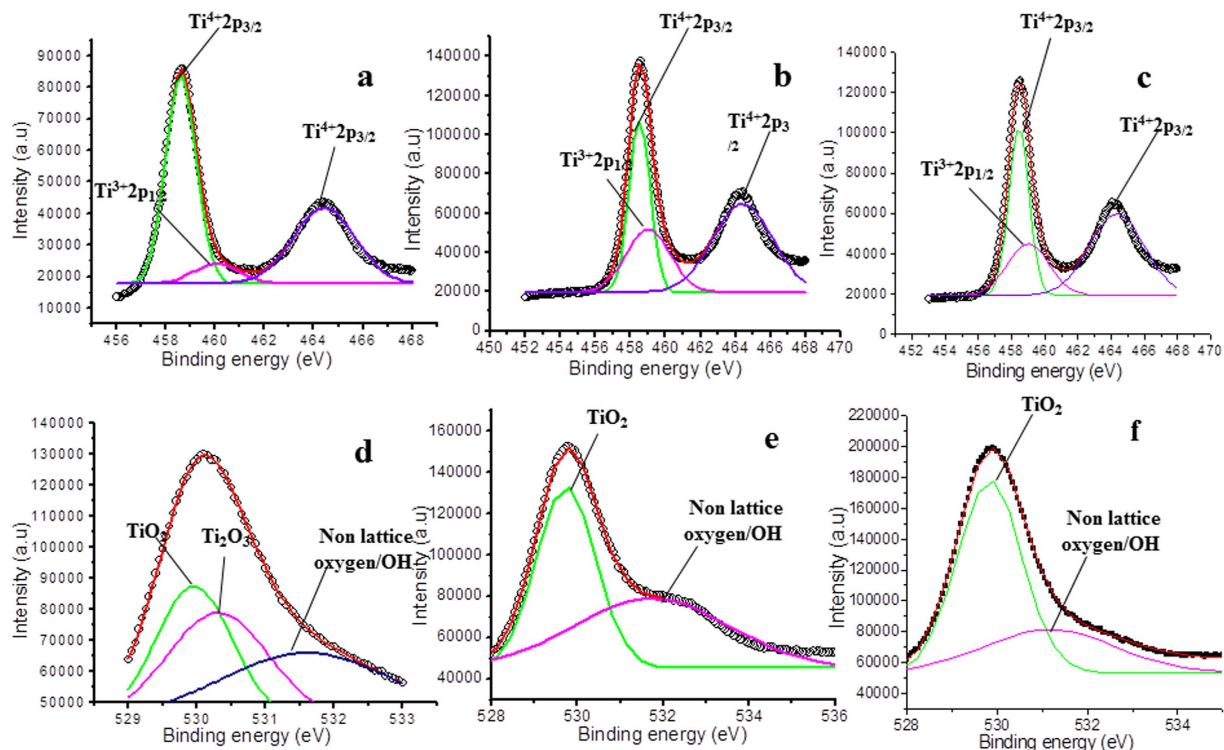 Ti⁴⁺2p₃/₂
a
Ti⁴⁺2p₃/₂
Ti³⁺2p₁
90000
80000
70000
60000
50000
40000
30000
20000
10000
Intensity (a.u)
456 458 460 462 464 466 468
Binding energy (eV)
Ti⁴⁺2p₃/₂
b
Ti⁴⁺2p₃
/₂
Ti³⁺2p₁
140000
120000
100000
80000
60000
40000
20000
0
Intensity (a.u)
450 452 454 456 458 460 462 464 466 468 470
Binding energy (eV)
Ti⁴⁺2p₃/₂
c
Ti⁴⁺2p₃/₂
Ti³⁺2p₁/₂
140000
120000
100000
80000
60000
40000
20000
0
Intensity (a.u)
452 454 456 458 460 462 464 466 468 470
Binding energy (eV)
d
TiO₂
Ti₂O₃
Non lattice
oxygen/OH
140000
130000
120000
110000
100000
90000
80000
70000
60000
50000
Intensity (a.u)
529 530 531 532 533
Binding energy (eV)
TiO₂
e
Non lattice
oxygen/OH
160000
140000
120000
100000
80000
60000
40000
Intensity (a.u)
528 530 532 534 536
Binding energy (eV)
TiO₂
f
Non lattice
oxygen/OH
220000
200000
180000
160000
140000
120000
100000
80000
60000
40000
Intensity (a.u)
528 530 532 534
Binding energy (eV)